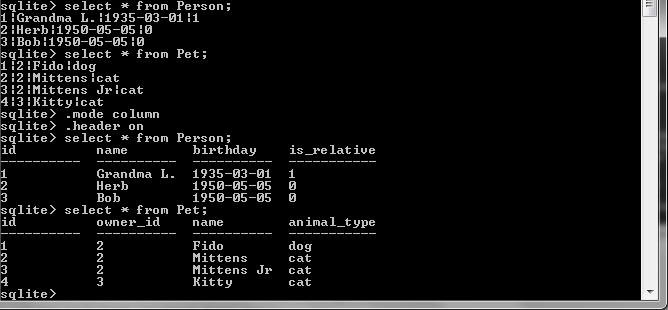 sqlite> select * from Person;
1|Grandma L.|1935-03-01|1
2|Herb|1950-05-05|0
3|Bob|1950-05-05|0
sqlite> select * from Pet;
1|2|Fido|dog
2|2|Mittens|cat
3|2|Mittens Jr|cat
4|3|Kitty|cat
sqlite> .mode column
sqlite> .header on
sqlite> select * from Person;
id          name        birthday    is_relative
----------  ----------  ----------  -----------
1           Grandma L.  1935-03-01  1
2           Herb        1950-05-05  0
3           Bob         1950-05-05  0
sqlite> select * from Pet;
id          owner_id    name        animal_type
----------  ----------  ----------  -----------
1           2           Fido        dog
2           2           Mittens     cat
3           2           Mittens Jr  cat
4           3           Kitty       cat
sqlite>